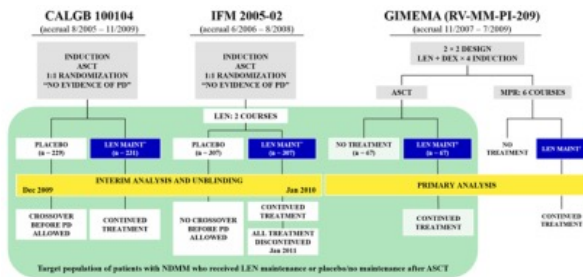 CALGB 100104
(accrual 8/2005 – 11/2009)
INDUCTION
ASCT
1:1 RANDOMIZATION
“NO EVIDENCE OF PD”
PLACEBO
(n – 229)
LEN MAINT*
(n – 231)
IFM 2005-02
(accrual 6/2006 – 8/2008)
INDUCTION
ASCT
1:1 RANDOMIZATION
“NO EVIDENCE OF PD”
LEN: 2 COURSES
PLACEBO
(n – 307)
LEN MAINT*
(n – 307)
GIMEMA (RV-MM-PI-209)
(accrual 11/2007 – 7/2009)
2 × 2 DESIGN
LEN + DEX × 4 INDUCTION
ASCT
MPR: 6 COURSES
NO TREATMENT
(n – 67)
LEN MAINT*
(n – 67)
NO
TREATMENT
LEN MAINT*
INTERIM ANALYSIS AND UNBLINDING
Dec 2009
Jan 2010
PRIMARY ANALYSIS
CROSSOVER
BEFORE PD
ALLOWED
CONTINUED
TREATMENT
NO CROSSOVER
BEFORE PD
ALLOWED
CONTINUED
TREATMENT
ALL TREATMENT
DISCONTINUED
Jan 2011
CONTINUED
TREATMENT
CONTINUED
TREATMENT
Target population of patients with NDMM who received LEN maintenance or placebo/no maintenance after ASCT